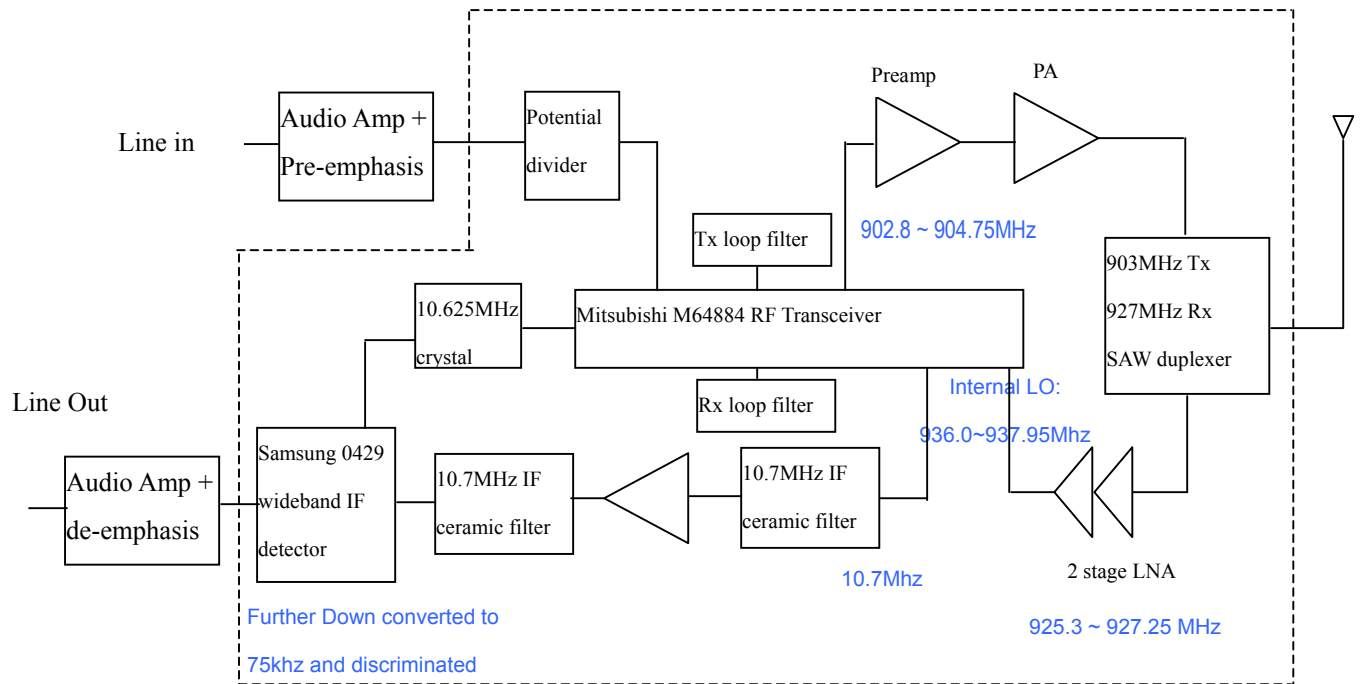 Preamp
PA
Line in
Audio Amp +
Pre-emphasis
Potential
divider
902.8 ~ 904.75MHz
Tx loop filter
903MHz Tx
927MHz Rx
SAW duplexer
10.625MHz
crystal
Mitsubishi M64884 RF Transceiver
Rx loop filter
Internal LO:
936.0~937.95Mhz
Line Out
Audio Amp +
de-emphasis
Samsung 0429
wideband IF
detector
10.7MHz IF
ceramic filter
10.7MHz IF
ceramic filter
10.7Mhz
2 stage LNA
925.3 ~ 927.25 MHz
Further Down converted to
75khz and discriminated